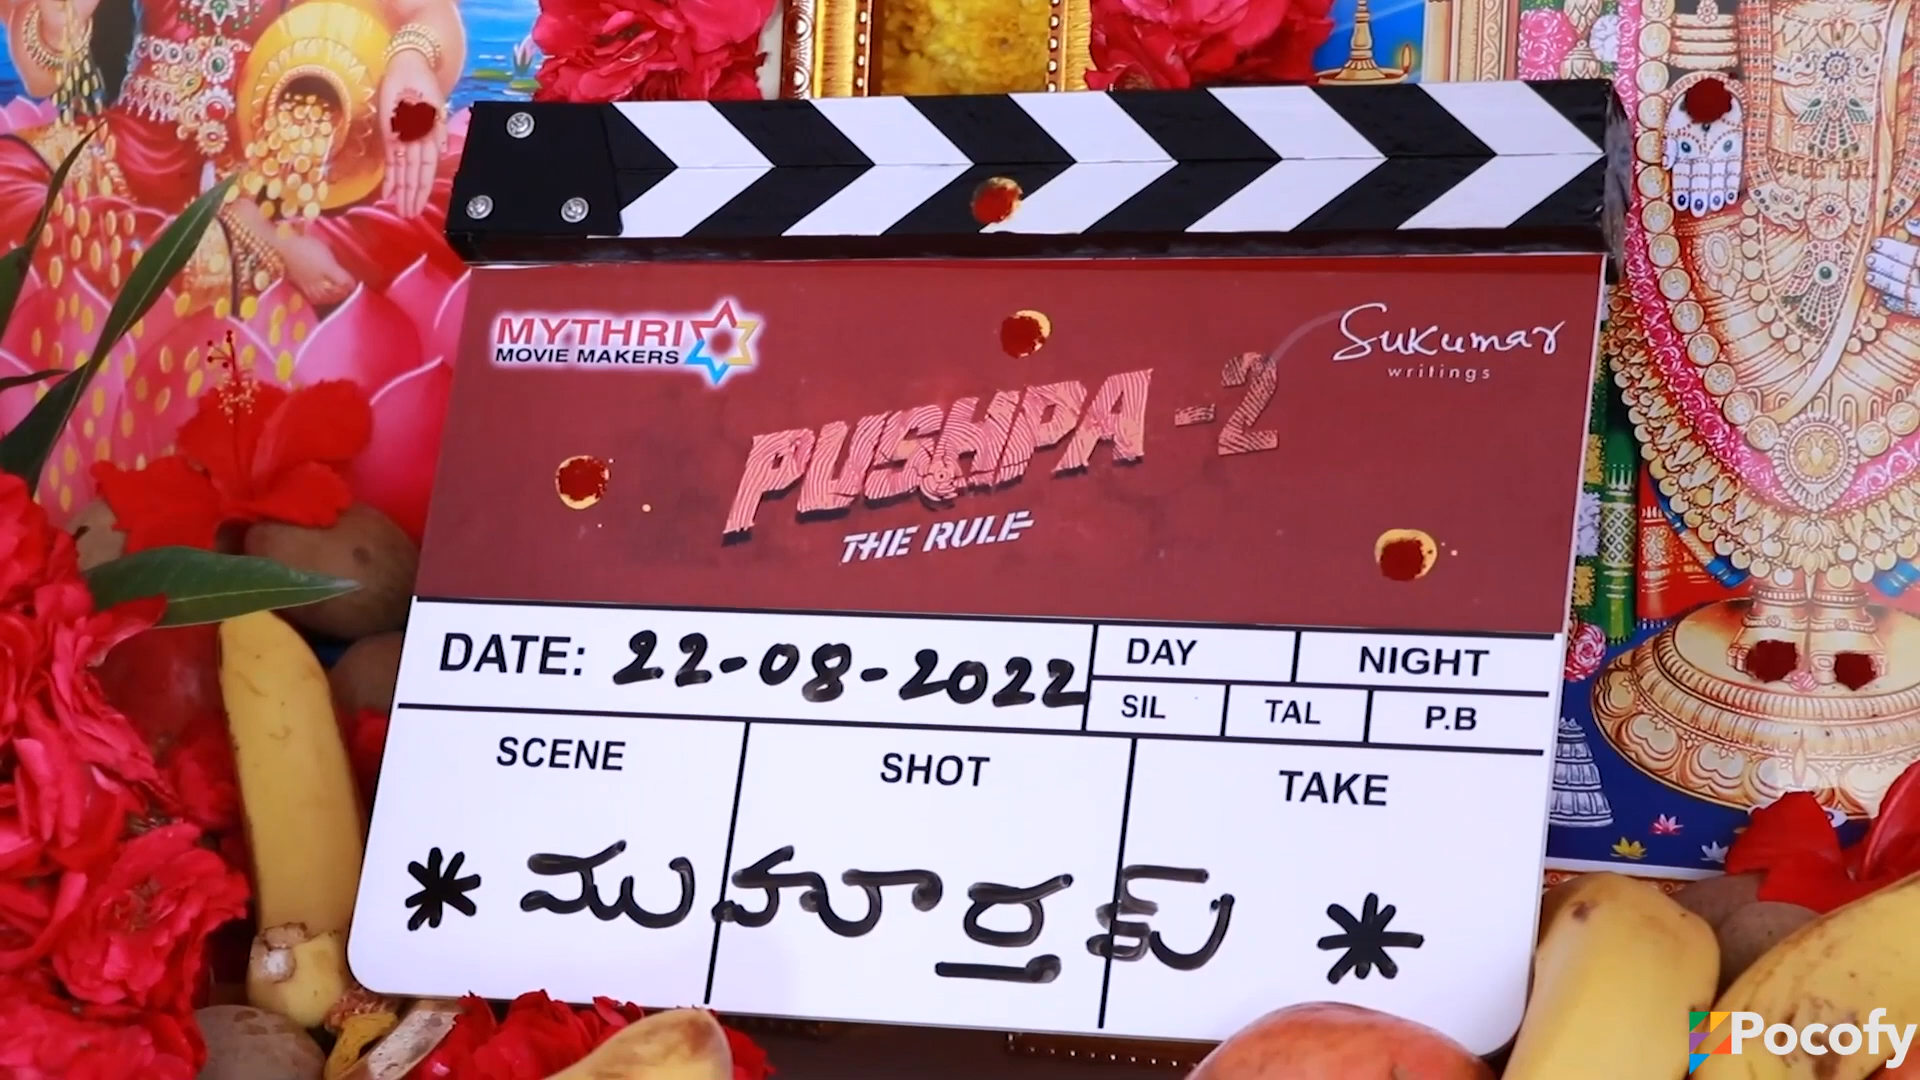 MYTHRI
MOVIE MAKERS
Sukumar
writings
PUSHPA -2
THE RULE
DATE: 22-08-2022
DAY NIGHT
SIL TAL P.B
SCENE SHOT TAKE
* ముహూర్తం *
Pocofy